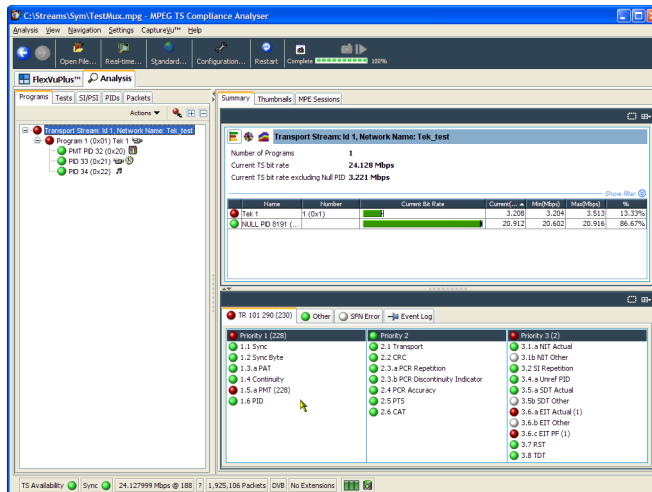 C:\Streams\Sym\TestMux.mpg - MPEG TS Compliance Analyser
Analysis View Navigation Settings CaptureVu™ Help
Open File... Real-time... Standard... Configuration... Restart Complete 100%
FlexVuPlus™ Analysis
Programs Tests SI/PSI PIDs Packets
Actions
Transport Stream: Id 1, Network Name: Tek_test
Program 1 (0x01) Tek 1
PMT PID 32 (0x20)
PID 33 (0x21)
PID 34 (0x22)
Summary Thumbnails MPE Sessions
Transport Stream: Id 1, Network Name: Tek_test
Number of Programs 1
Current TS bit rate 24.128 Mbps
Current TS bit rate excluding Null PID 3.221 Mbps
Show filter
Name Number Current Bit Rate Current(... Min(Mbps) Max(Mbps) %
Tek 1 1 (0x1) 3.208 3.204 3.513 13.33%
NULL PID 8191 (... 20.912 20.602 20.916 86.67%
TR 101 290 (230) Other SFN Error Event Log
Priority 1 (228)
1.1 Sync
1.2 Sync Byte
1.3.a PAT
1.4 Continuity
1.5.a PMT (228)
1.6 PID
Priority 2
2.1 Transport
2.2 CRC
2.3.a PCR Repetition
2.3.b PCR Discontinuity Indicator
2.4 PCR Accuracy
2.5 PTS
2.6 CAT
Priority 3 (2)
3.1.a NIT Actual
3.1b NIT Other
3.2 SI Repetition
3.4.a Unref PID
3.5.a SDT Actual
3.5b SDT Other
3.6.a EIT Actual (1)
3.6.b EIT Other
3.6.c EIT PF (1)
3.7 RST
3.8 TDT
TS Availability Sync 24.127999 Mbps @ 188 ? 1,925,106 Packets DVB No Extensions